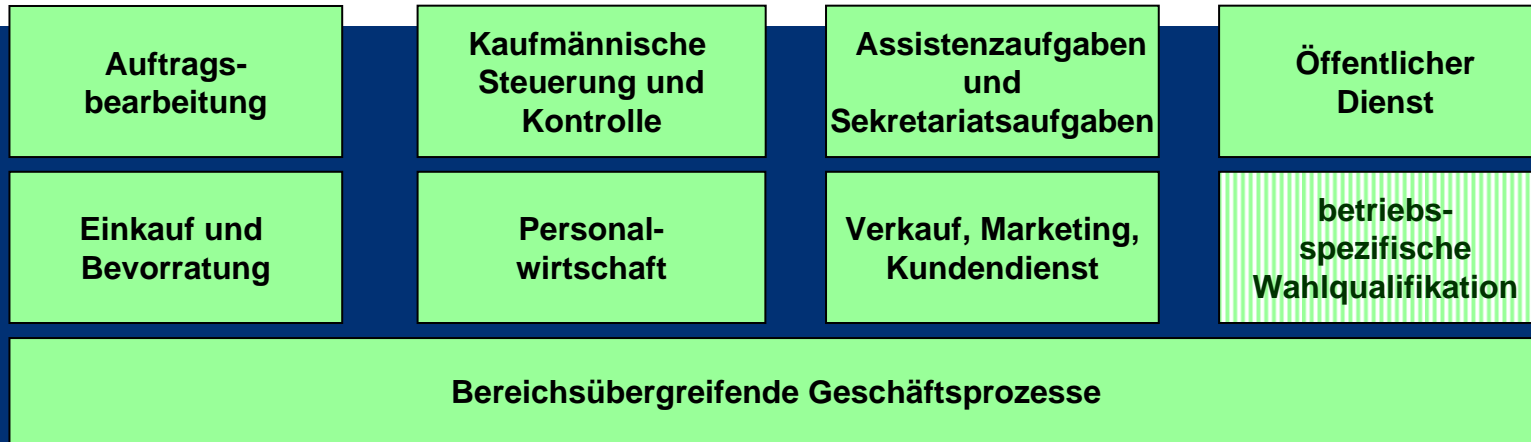 Auftrags-
bearbeitung
Kaufmännische
Steuerung und
Kontrolle
Assistenzaufgaben
und
Sekretariatsaufgaben
Öffentlicher
Dienst
Einkauf und
Bevorratung
Personal-
wirtschaft
Verkauf, Marketing,
Kundendienst
betriebs-
spezifische
Wahlqualifikation
Bereichsübergreifende Geschäftsprozesse